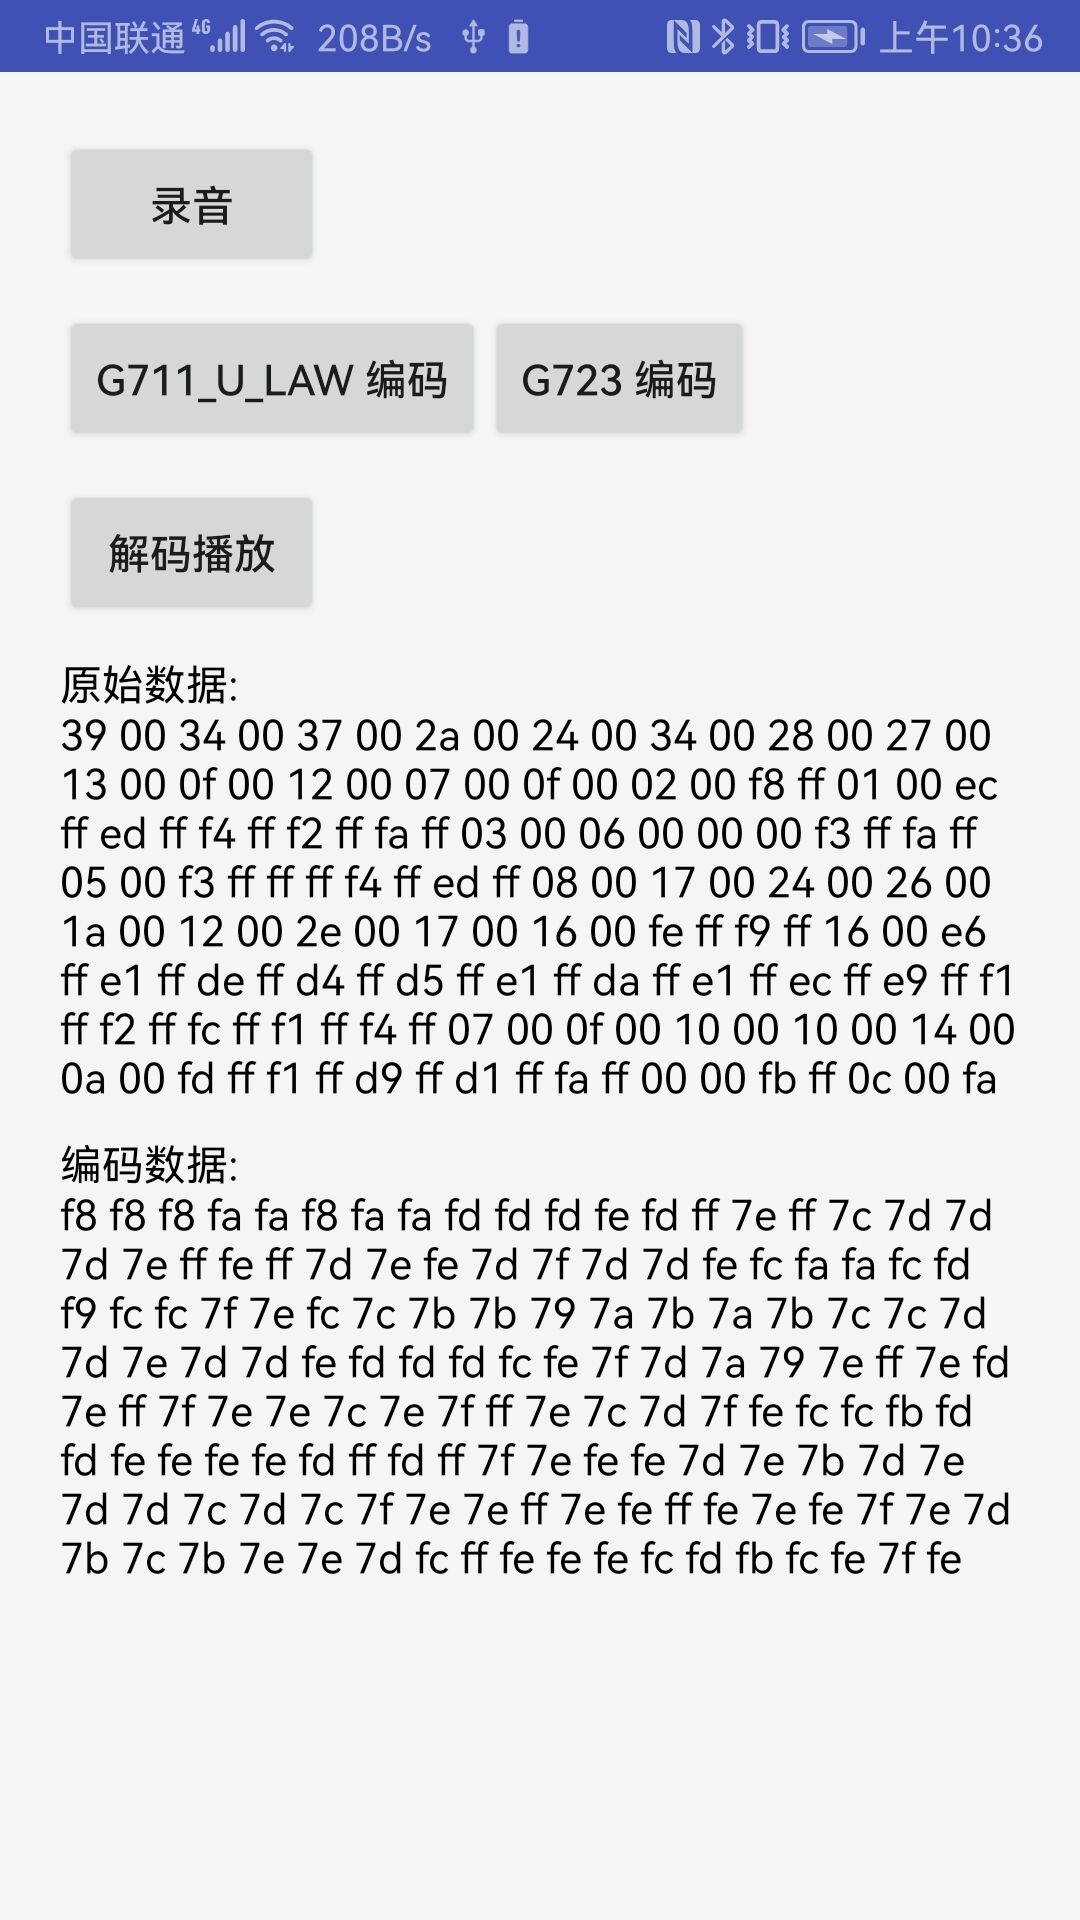 中国联通 4G 208B/s 上午10:36
录音
G711_U_LAW 编码 G723 编码
解码播放
原始数据:
39 00 34 00 37 00 2a 00 24 00 34 00 28 00 27 00
13 00 0f 00 12 00 07 00 0f 00 02 00 f8 ff 01 00 ec
ff ed ff f4 ff f2 ff fa ff 03 00 06 00 00 00 f3 ff fa ff
05 00 f3 ff ff ff f4 ff ed ff 08 00 17 00 24 00 26 00
1a 00 12 00 2e 00 17 00 16 00 fe ff f9 ff 16 00 e6
ff e1 ff de ff d4 ff d5 ff e1 ff da ff e1 ff ec ff e9 ff f1
ff f2 ff fc ff f1 ff f4 ff 07 00 0f 00 10 00 10 00 14 00
0a 00 fd ff f1 ff d9 ff d1 ff fa ff 00 00 fb ff 0c 00 fa
编码数据:
f8 f8 f8 fa fa f8 fa fa fd fd fd fe fd ff 7e ff 7c 7d 7d
7d 7e ff fe ff 7d 7e fe 7d 7f 7d 7d fe fc fa fa fc fd
f9 fc fc 7f 7e fc 7c 7b 7b 79 7a 7b 7a 7b 7c 7c 7d
7d 7e 7d 7d fe fd fd fd fc fe 7f 7d 7a 79 7e ff 7e fd
7e ff 7f 7e 7e 7c 7e 7f ff 7e 7c 7d 7f fe fc fc fb fd
fd fe fe fe fe fd ff fd ff 7f 7e fe fe 7d 7e 7b 7d 7e
7d 7d 7c 7d 7c 7f 7e 7e ff 7e fe ff fe 7e fe 7f 7e 7d
7b 7c 7b 7e 7e 7d fc ff fe fe fe fc fd fb fc fe 7f fe